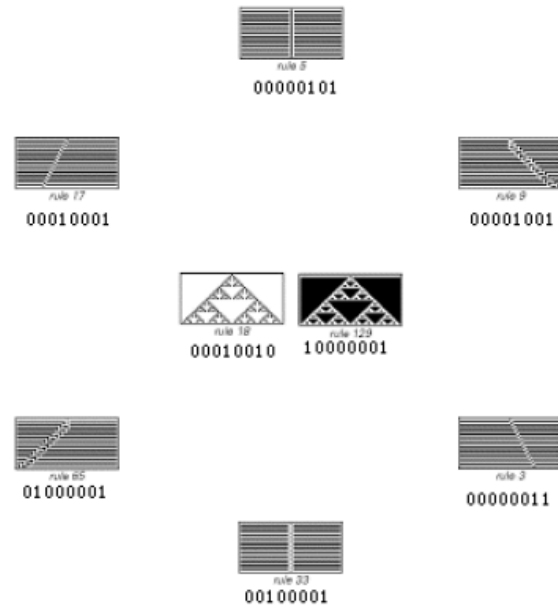 rule 5
00000101
rule 17
00010001
rule 9
00001001
rule 18
00010010
rule 129
10000001
rule 65
01000001
rule 3
00000011
rule 33
00100001